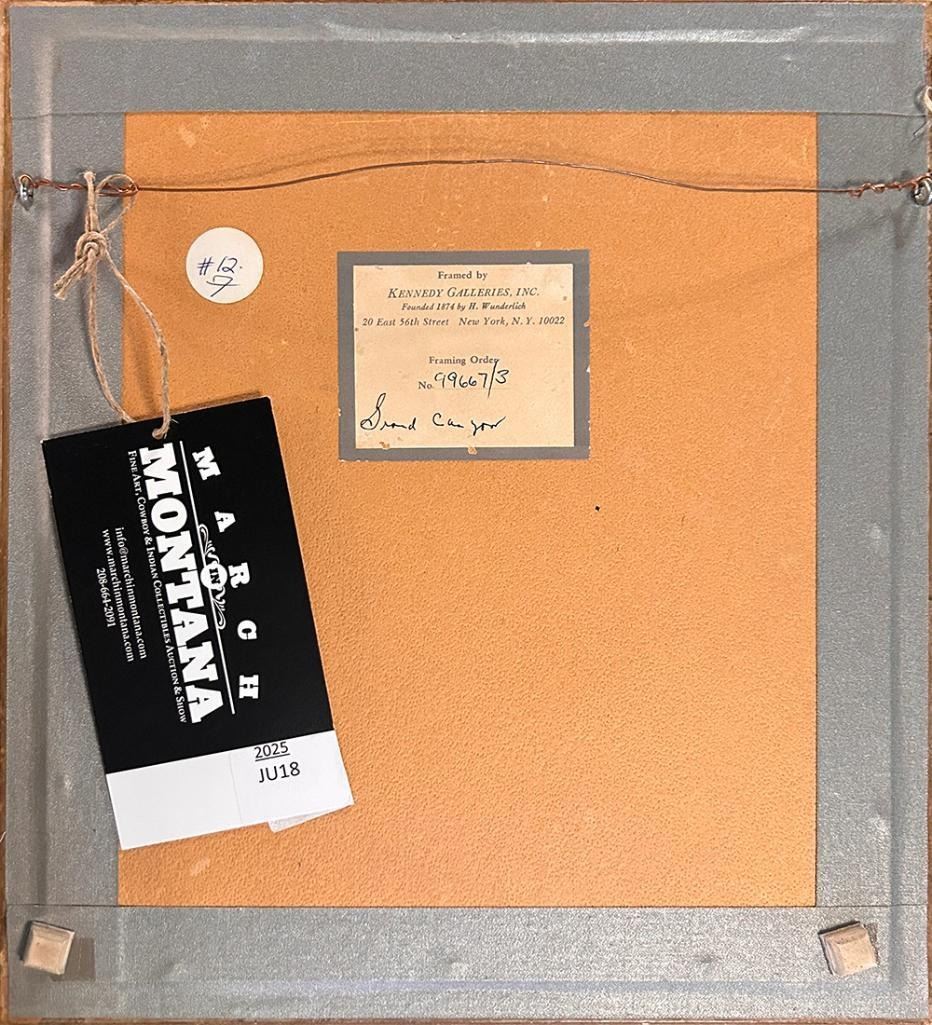 #12.
7
Framed by
KENNEDY GALLERIES, INC.
Founded 1874 by H. Wunderlich
20 East 56th Street New York, N. Y. 10022
Framing Order
No. 99667/3
Grand Canyon
MARCH
IN
MONTANA
FINE ART, COWBOY & INDIAN COLLECTIBLES AUCTION & SHOW
info@marchinmontana.com
www.marchinmontana.com
208-664-2091
2025
JU18